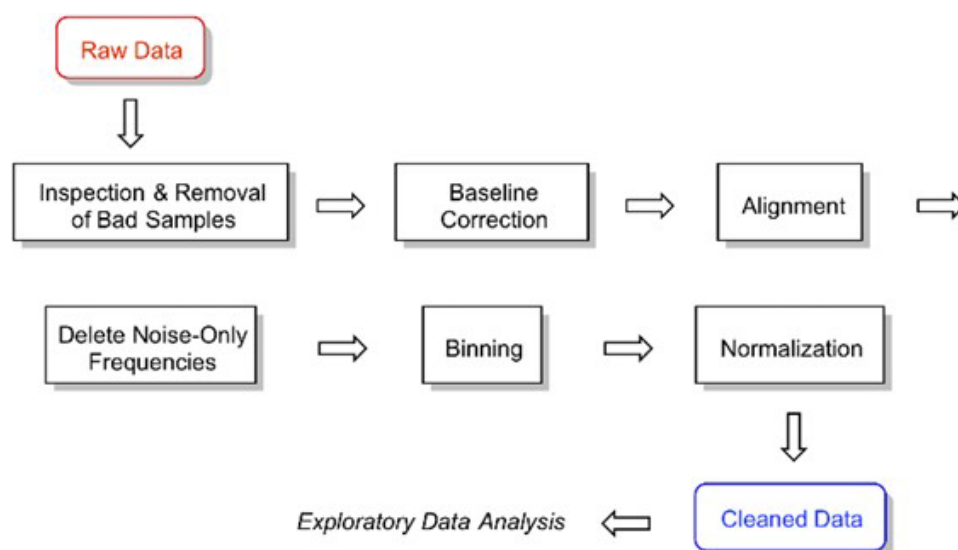 Raw Data
Inspection & Removal
of Bad Samples
Baseline
Correction
Alignment
Delete Noise-Only
Frequencies
Binning
Normalization
Cleaned Data
Exploratory Data Analysis